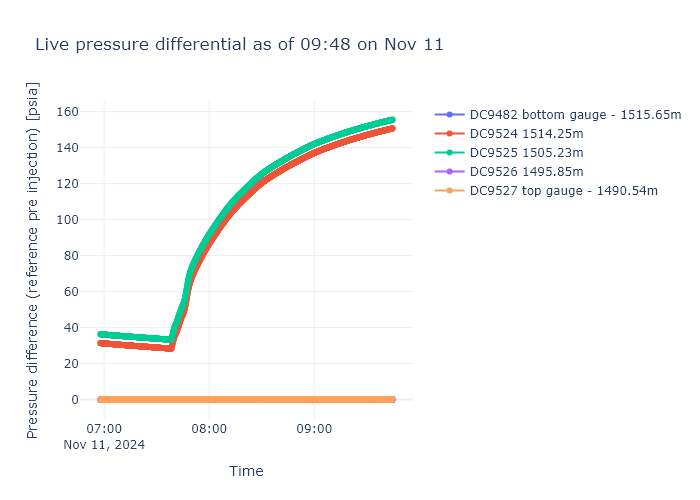 Live pressure differential as of 09:48 on Nov 11
Pressure difference (reference pre injection) [psia]
160
140
120
100
80
60
40
20
0
07:00
Nov 11, 2024
08:00
09:00
Time
DC9482 bottom gauge - 1515.65m
DC9524 1514.25m
DC9525 1505.23m
DC9526 1495.85m
DC9527 top gauge - 1490.54m